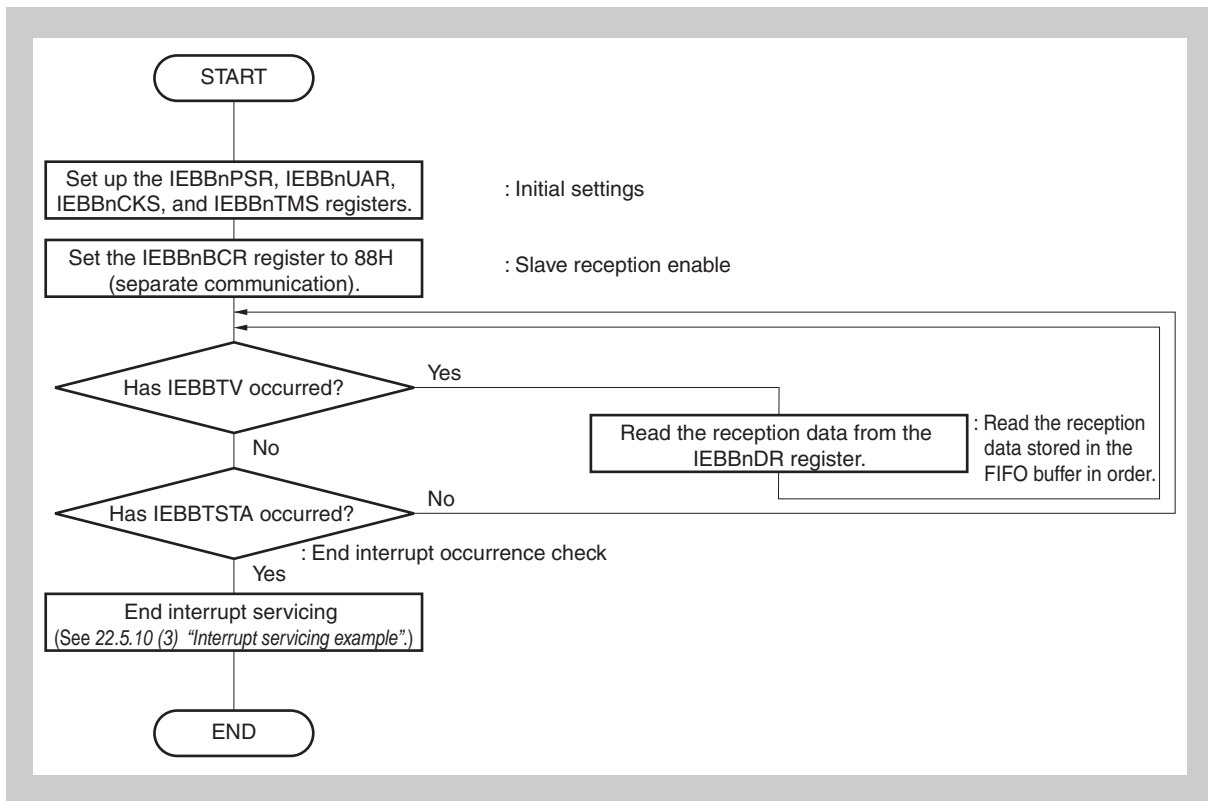 START
Set up the IEBBnPSR, IEBBnUAR,
IEBBnCKS, and IEBBnTMS registers.
: Initial settings
Set the IEBBnBCR register to 88H
(separate communication).
: Slave reception enable
Has IEBBTV occurred?
Yes
Read the reception data from the
IEBBnDR register.
: Read the reception
data stored in the
FIFO buffer in order.
No
Has IEBBTSTA occurred?
No
: End interrupt occurrence check
Yes
End interrupt servicing
(See 22.5.10 (3) “Interrupt servicing example”.)
END